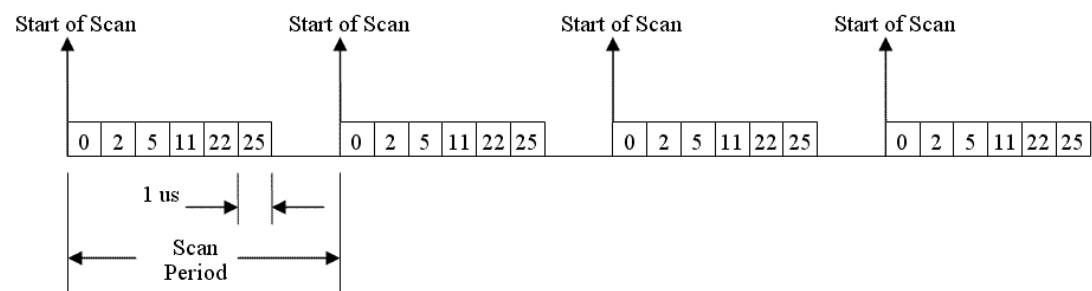 Start of Scan Start of Scan Start of Scan Start of Scan
0 2 5 11 22 25 0 2 5 11 22 25 0 2 5 11 22 25 0 2 5 11 22 25
1 us
Scan
Period